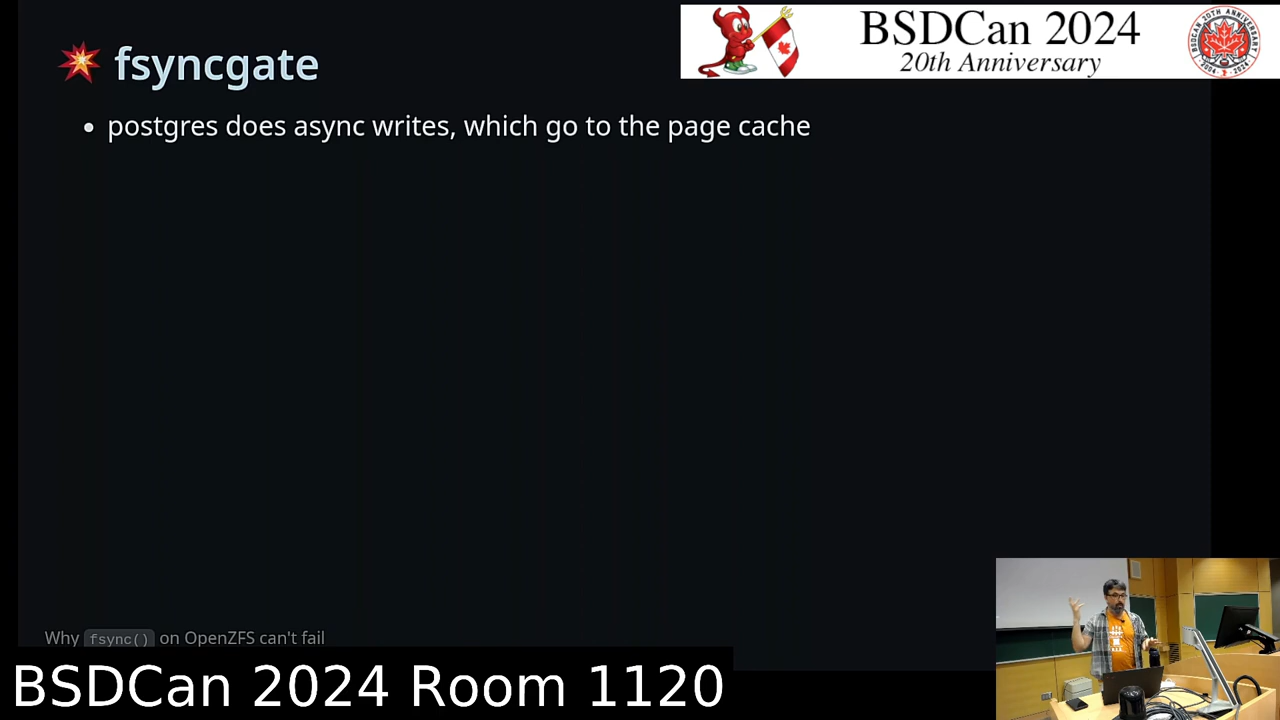 BSDCan 2024
20th Anniversary
💥 fsyncgate
• postgres does async writes, which go to the page cache
Why fsync() on OpenZFS can't fail
BSDCan 2024 Room 1120